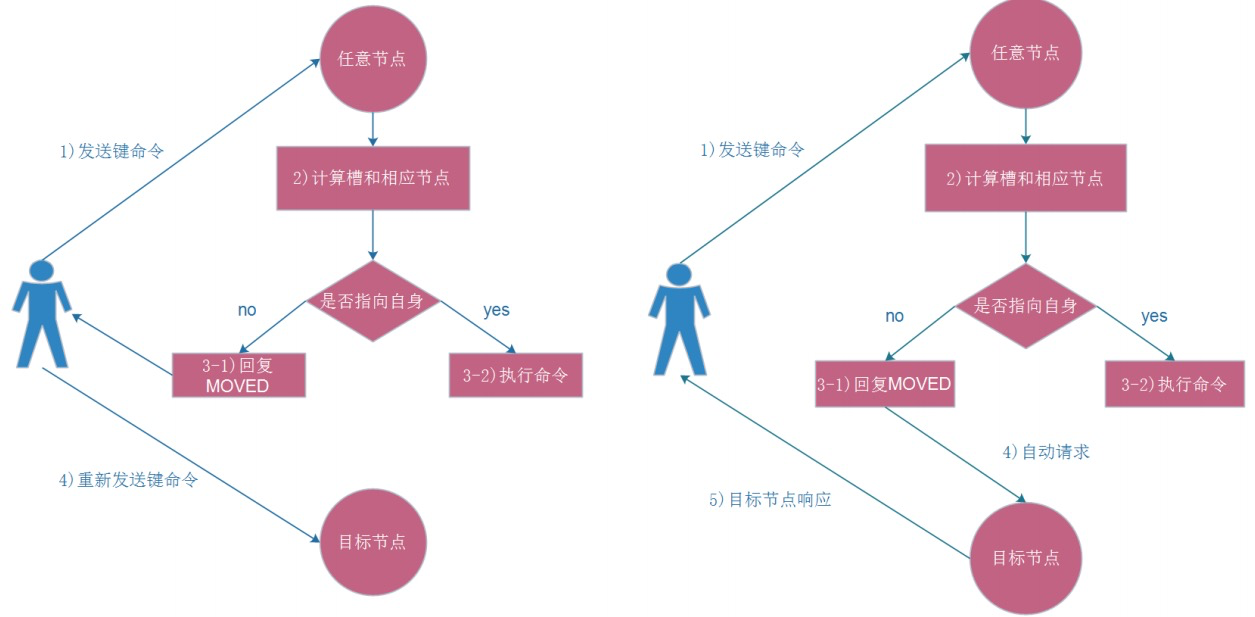 任意节点
1)发送键命令
2)计算槽和相应节点
是否指向自身
no
yes
3-1)回复
MOVED
3-2)执行命令
4)重新发送键命令
目标节点
任意节点
1)发送键命令
2)计算槽和相应节点
是否指向自身
no
yes
3-1)回复MOVED
3-2)执行命令
4)自动请求
5)目标节点响应
目标节点